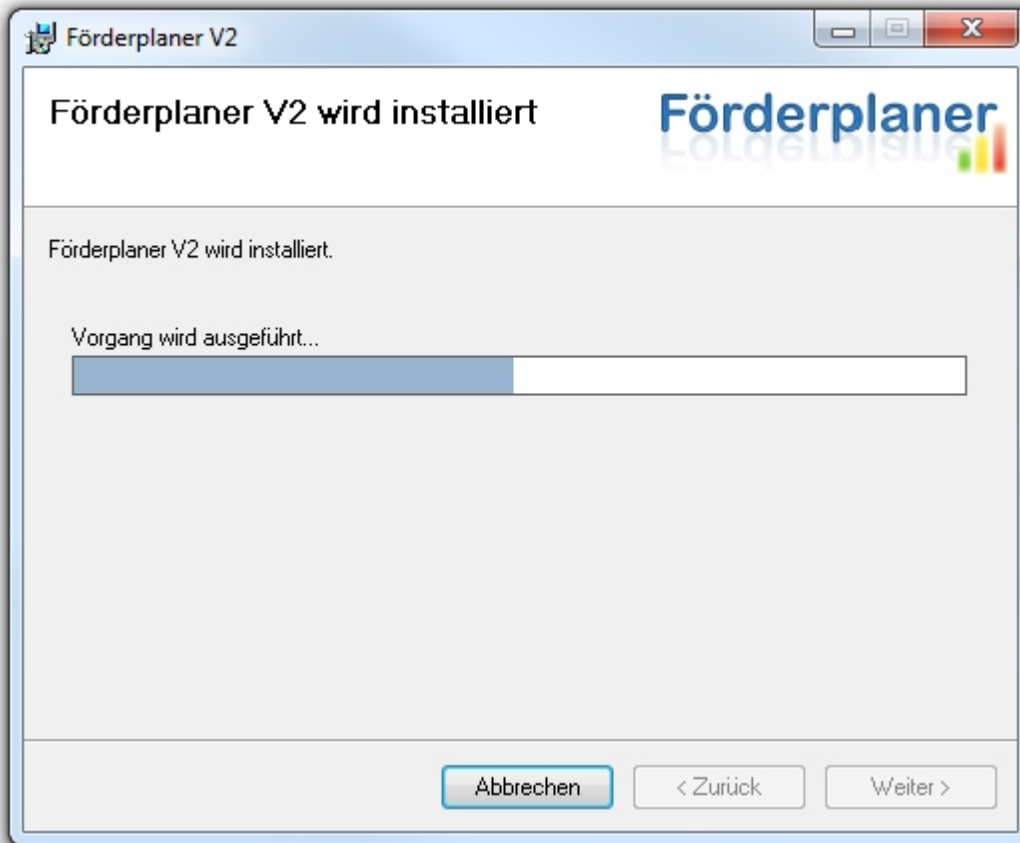 Förderplaner V2
Förderplaner V2 wird installiert
Förderplaner
Förderplaner V2 wird installiert.
Vorgang wird ausgeführt...
Abbrechen
< Zurück
Weiter >